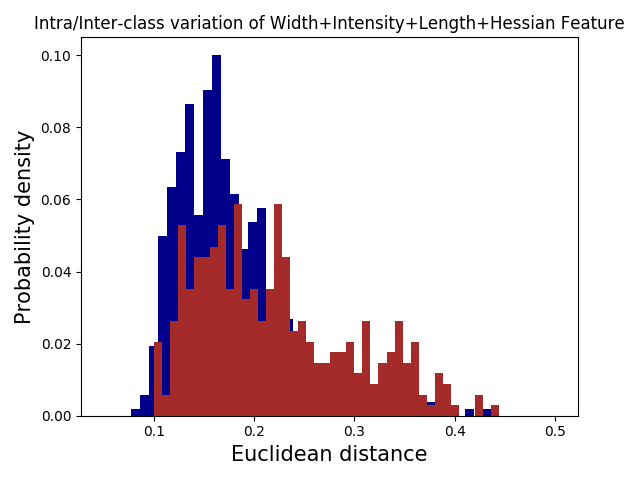 Intra/Inter-class variation of Width+Intensity+Length+Hessian Feature
Probability density
0.10
0.08
0.06
0.04
0.02
0.00
0.1 0.2 0.3 0.4 0.5
Euclidean distance